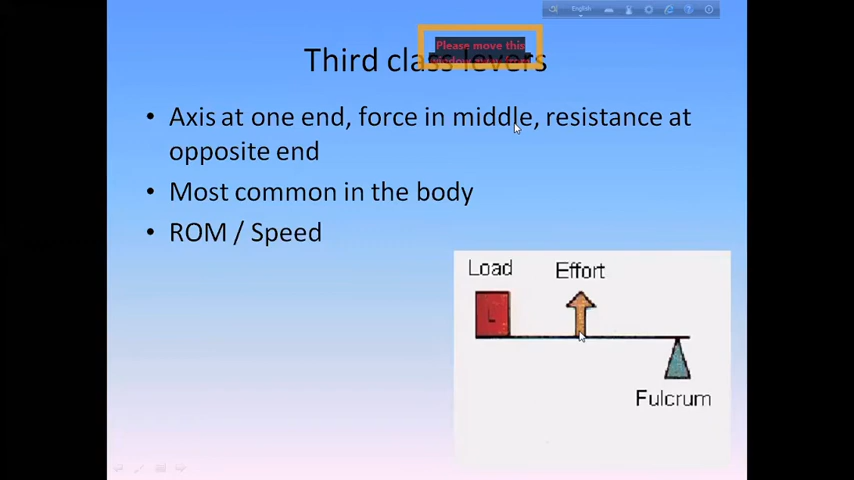 English
Please move this
Third class levers
• Axis at one end, force in middle, resistance at
opposite end
• Most common in the body
• ROM / Speed
Load Effort
L
Fulcrum